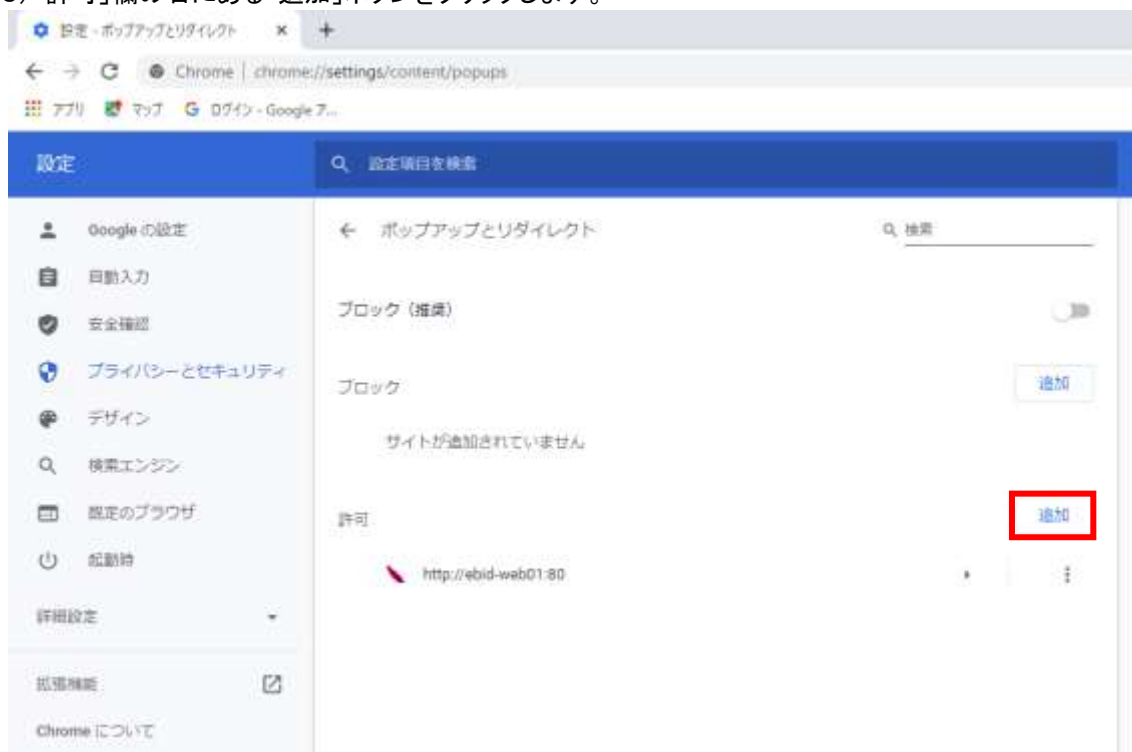 「許可」欄の右にある「追加」ボタンをクリックします。
設定 - ポップアップとリダイレクト × +
Chrome | chrome://settings/content/popups
アプリ マップ ログイン - Google ア...
設定
設定項目を検索
Google の設定
自動入力
安全確認
プライバシーとセキュリティ
デザイン
検索エンジン
既定のブラウザ
起動時
詳細設定
拡張機能
Chrome について
ポップアップとリダイレクト
検索
ブロック（推奨）
ブロック
追加
サイトが追加されていません
許可
追加
http://ebid-web01:80